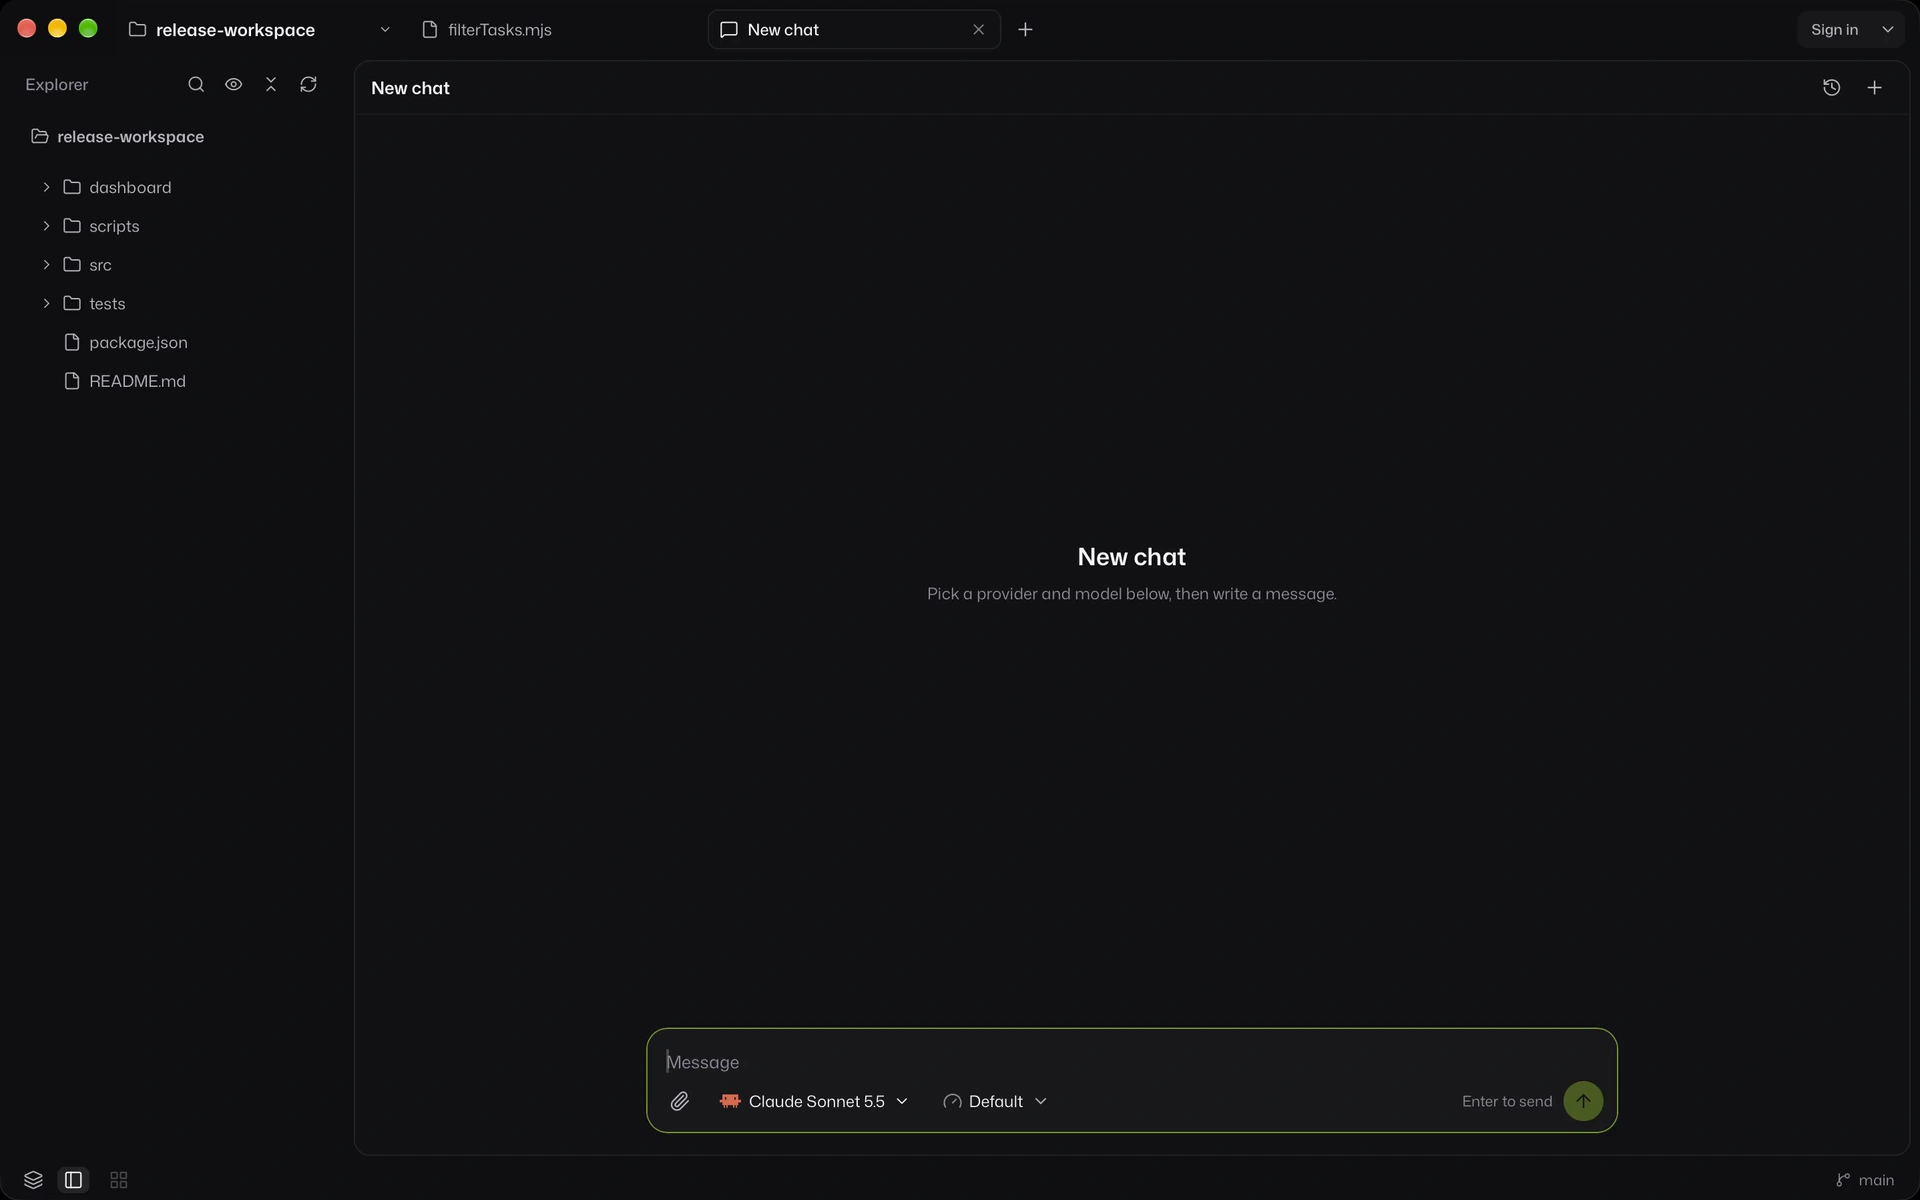 release-workspace
filterTasks.mjs
New chat
Sign in
Explorer
New chat
release-workspace
dashboard
scripts
src
tests
package.json
README.md
New chat
Pick a provider and model below, then write a message.
Message
Claude Sonnet 5.5
Default
Enter to send
main